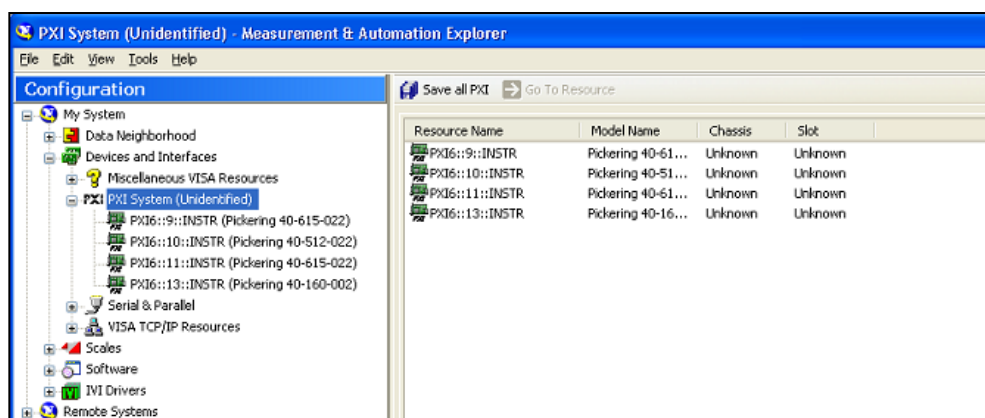 PXI System (Unidentified) - Measurement & Automation Explorer
File Edit View Tools Help
Configuration
My System
Data Neighborhood
Devices and Interfaces
Miscellaneous VISA Resources
PXI PXI System (Unidentified)
PXI6::9::INSTR (Pickering 40-615-022)
PXI6::10::INSTR (Pickering 40-512-022)
PXI6::11::INSTR (Pickering 40-615-022)
PXI6::13::INSTR (Pickering 40-160-002)
Serial & Parallel
VISA TCP/IP Resources
Scales
Software
IVI Drivers
Remote Systems
Save all PXI Go To Resource
Resource Name Model Name Chassis Slot
PXI6::9::INSTR Pickering 40-61... Unknown Unknown
PXI6::10::INSTR Pickering 40-51... Unknown Unknown
PXI6::11::INSTR Pickering 40-61... Unknown Unknown
PXI6::13::INSTR Pickering 40-16... Unknown Unknown